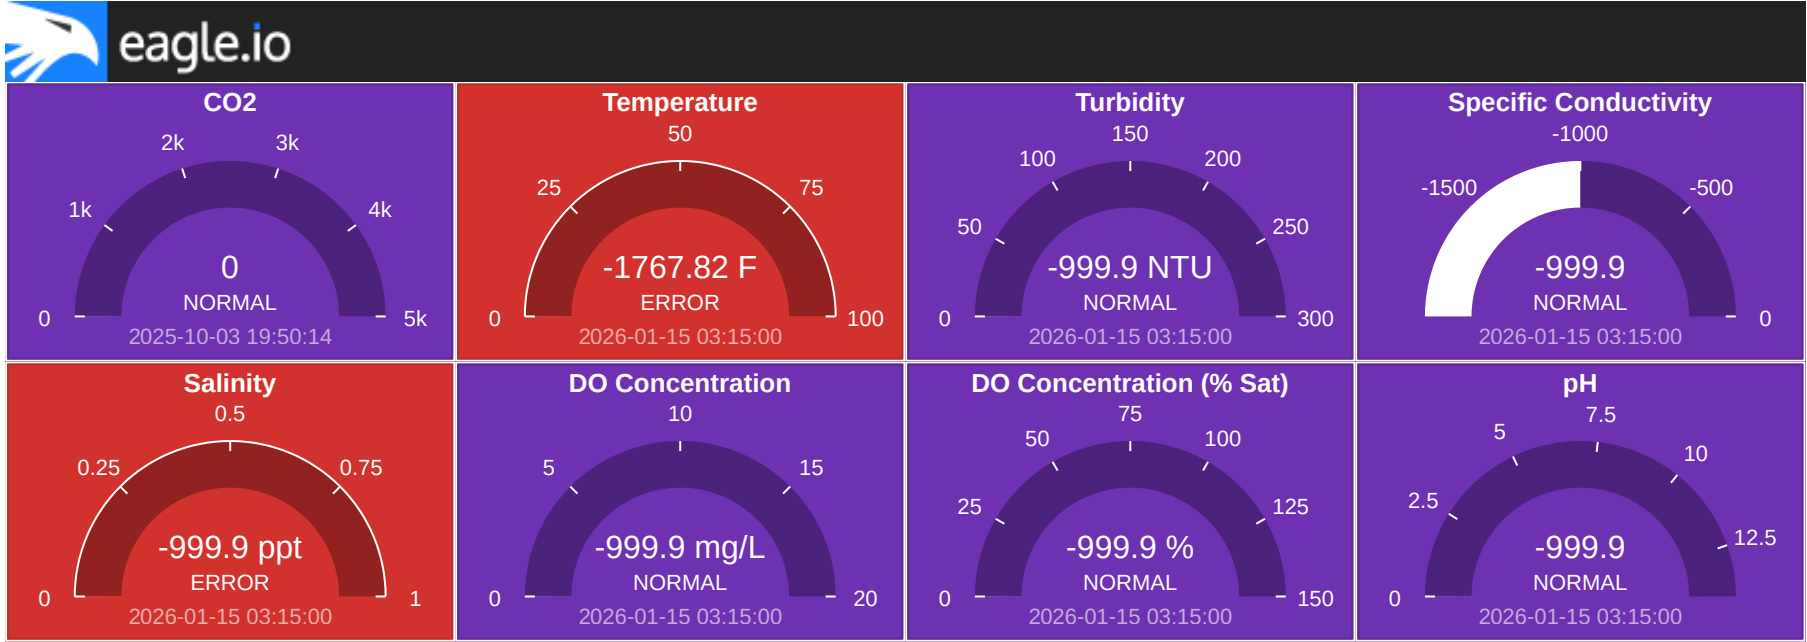 eagle.io
CO2
2k
3k
1k
4k
0
NORMAL
0
5k
2025-10-03 19:50:14
Temperature
50
25
75
-1767.82 F
ERROR
0
100
2026-01-15 03:15:00
Turbidity
150
100
200
50
250
-999.9 NTU
NORMAL
0
300
2026-01-15 03:15:00
Specific Conductivity
-1000
-1500
-500
-999.9
NORMAL
0
2026-01-15 03:15:00
Salinity
0.5
0.25
0.75
-999.9 ppt
ERROR
0
1
2026-01-15 03:15:00
DO Concentration
10
5
15
-999.9 mg/L
NORMAL
0
20
2026-01-15 03:15:00
DO Concentration (% Sat)
75
50
100
25
125
-999.9 %
NORMAL
0
150
2026-01-15 03:15:00
pH
7.5
5
10
2.5
12.5
-999.9
NORMAL
0
2026-01-15 03:15:00